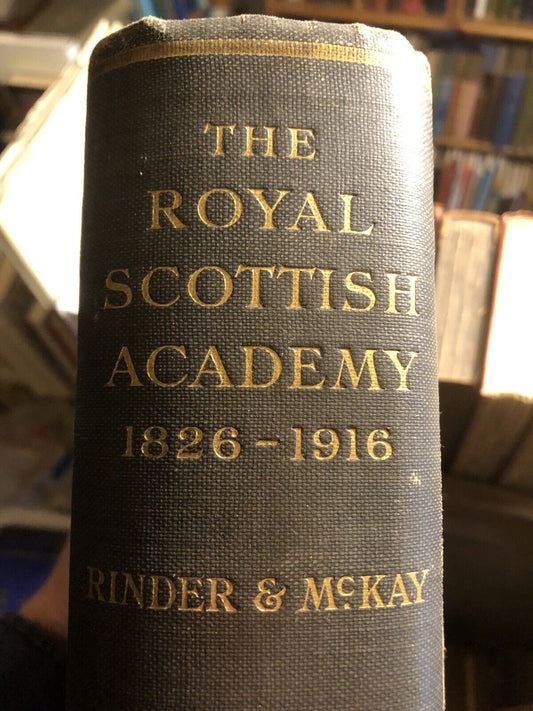 THE
ROYAL
SCOTTISH
ACADEMY
1826-1916
RINDER & McKAY